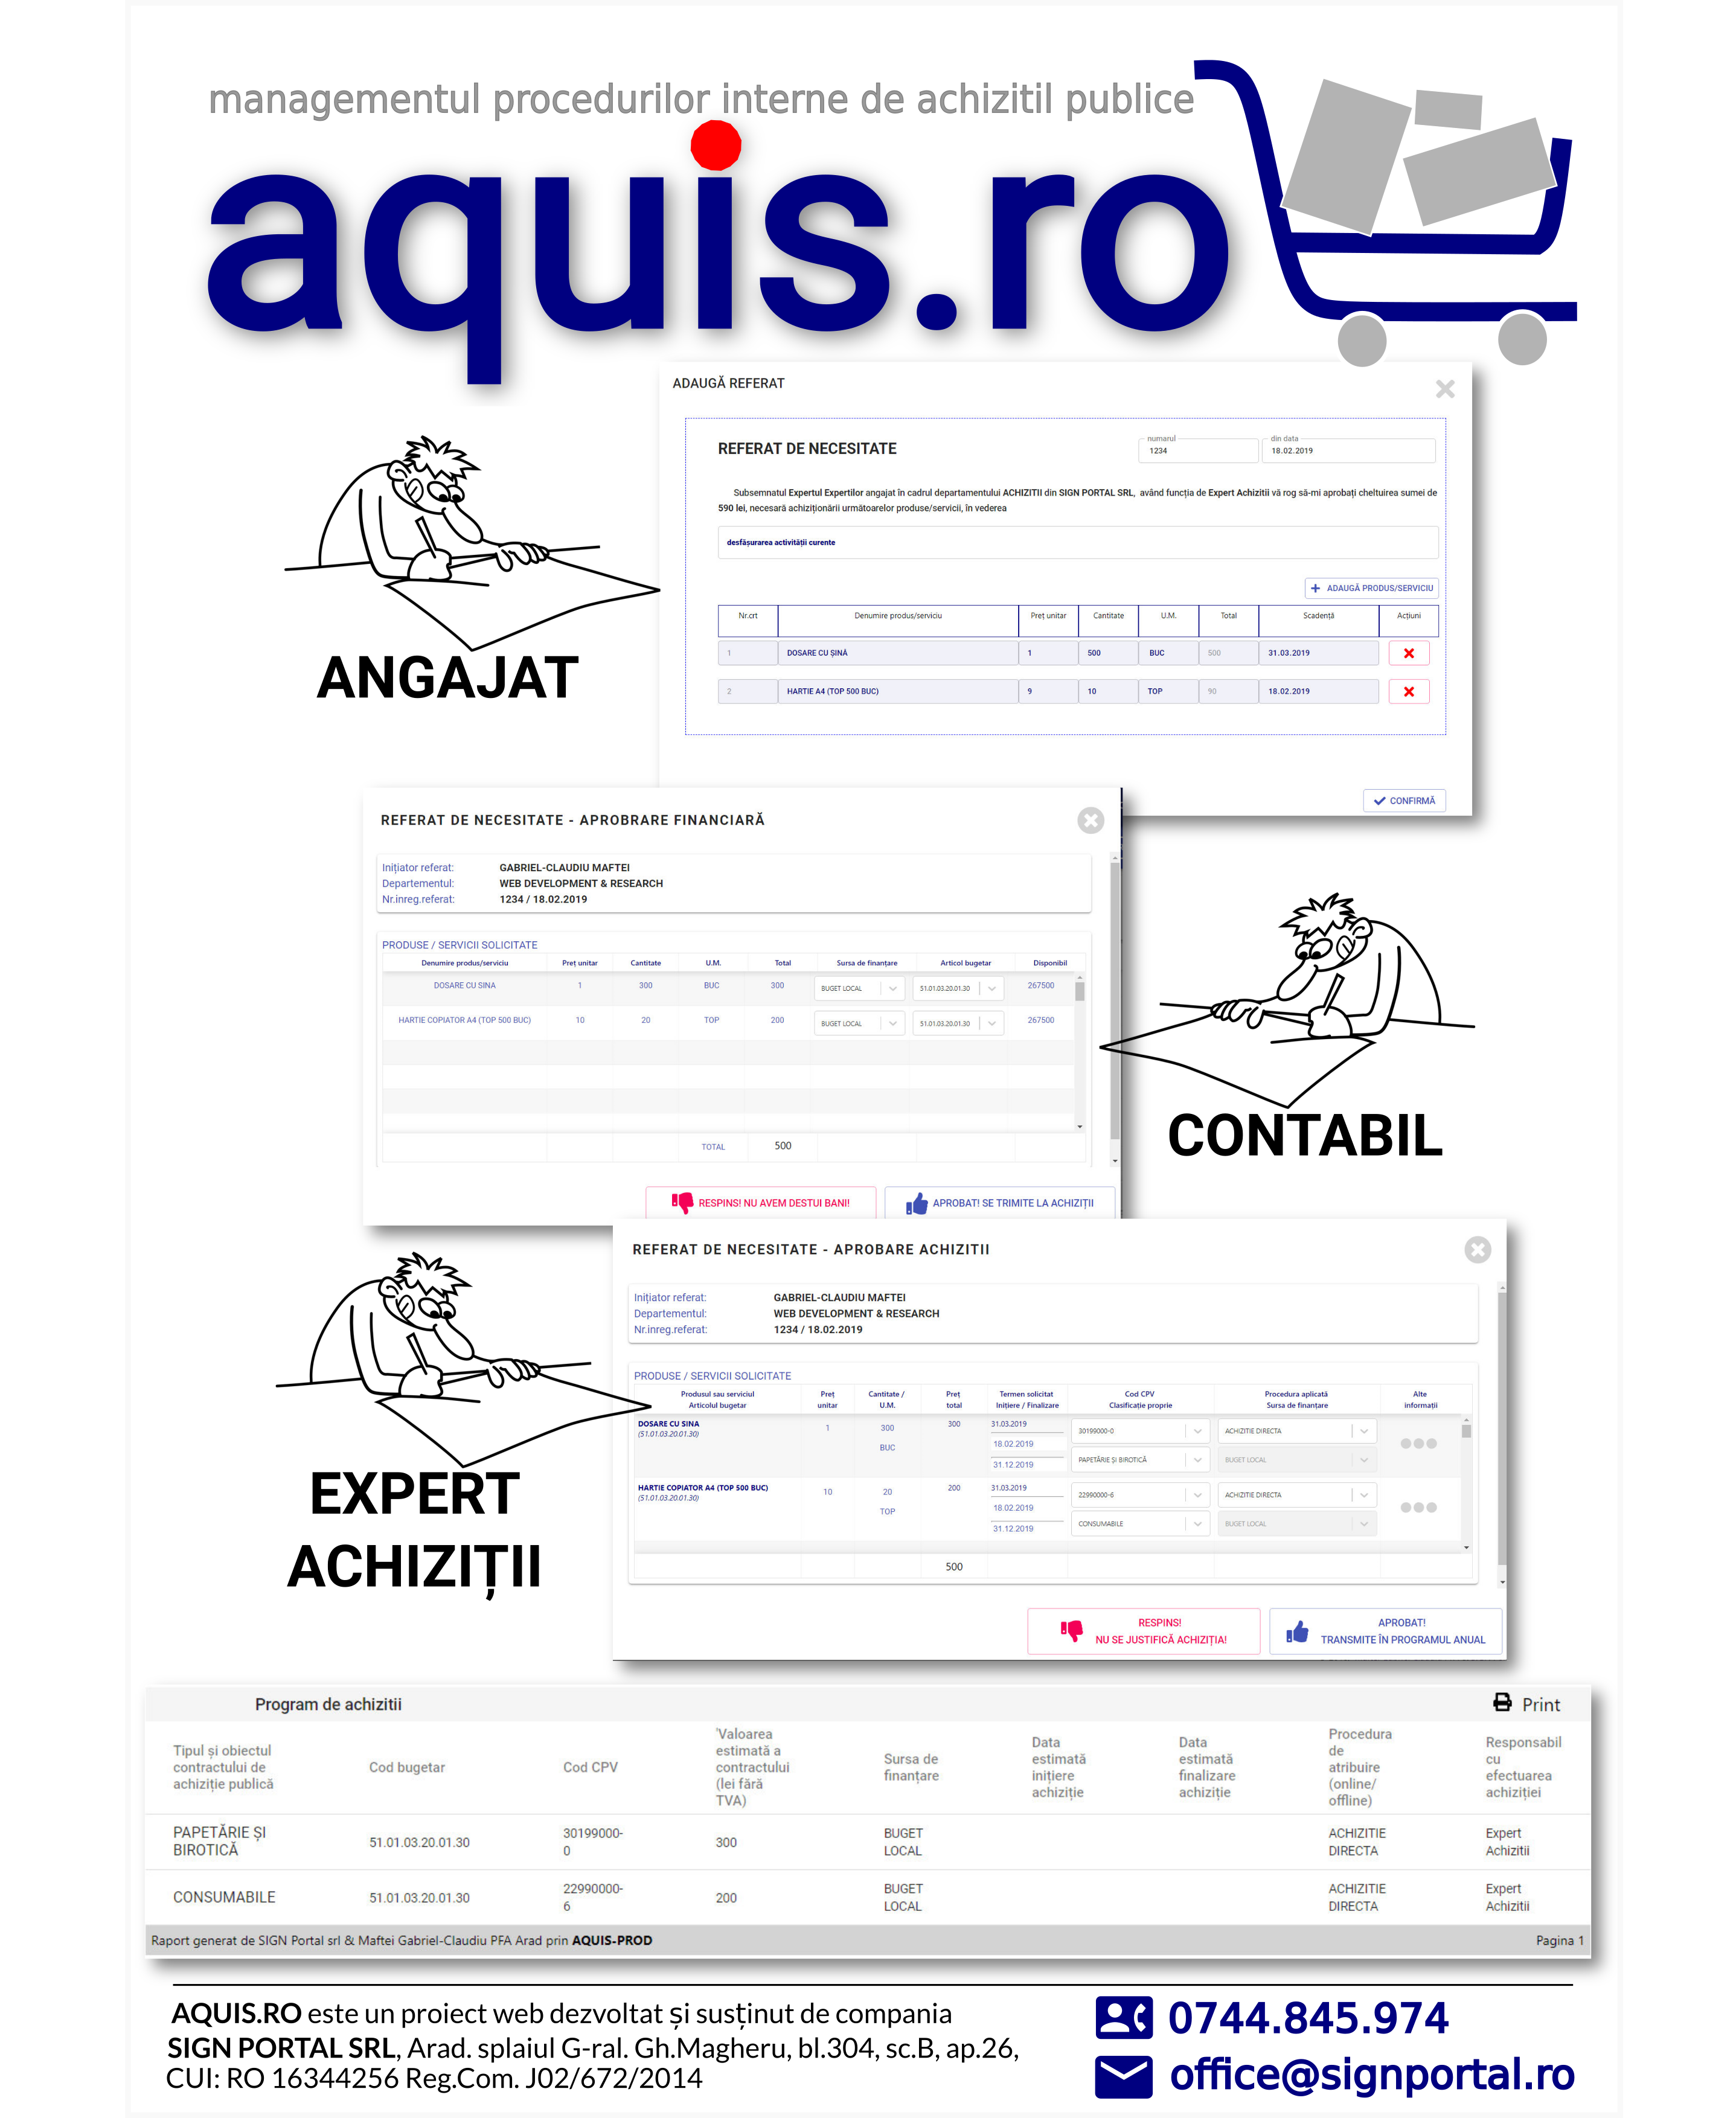 managementul procedurilor interne de achizitil publice
aquis.ro
ADAUGĂ REFERAT
REFERAT DE NECESITATE
numarul
1234
din data
18.02.2019
Subsemnatul Expertul Expertilor angajat în cadrul departamentului ACHIZITII din SIGN PORTAL SRL, având funcția de Expert Achizitii vă rog să-mi aprobați cheltuirea sumei de
590 lei, necesară achiziționării următoarelor produse/servicii, în vederea
desfășurarea activității curente
ADAUGĂ PRODUS/SERVICIU
Nr.crt Denumire produs/serviciu Preț unitar Cantitate U.M. Total Scadență Acțiuni
1 DOSARE CU ȘINĂ 1 500 BUC 500 31.03.2019
2 HARTIE A4 (TOP 500 BUC) 9 10 TOP 90 18.02.2019
CONFIRMĂ
ANGAJAT
REFERAT DE NECESITATE - APROBRARE FINANCIARĂ
Inițiator referat: GABRIEL-CLAUDIU MAFTEI
Departementul: WEB DEVELOPMENT & RESEARCH
Nr.inreg.referat: 1234 / 18.02.2019
PRODUSE / SERVICII SOLICITATE
Denumire produs/serviciu Preț unitar Cantitate U.M. Total Sursa de finanțare Articol bugetar Disponibil
DOSARE CU SINA 1 300 BUC 300 BUGET LOCAL 51.01.03.20.01.30 267500
HARTIE COPIATOR A4 (TOP 500 BUC) 10 20 TOP 200 BUGET LOCAL 51.01.03.20.01.30 267500
TOTAL 500
RESPINS! NU AVEM DESTUI BANI! APROBAT! SE TRIMITE LA ACHIZIȚII
CONTABIL
REFERAT DE NECESITATE - APROBARE ACHIZITII
Inițiator referat: GABRIEL-CLAUDIU MAFTEI
Departementul: WEB DEVELOPMENT & RESEARCH
Nr.inreg.referat: 1234 / 18.02.2019
PRODUSE / SERVICII SOLICITATE
Produsul sau serviciul Preț Cantitate / Preț Termen solicitat Cod CPV Procedura aplicată Alte
Articolul bugetar unitar U.M. total Inițiere / Finalizare Clasificație proprie Sursa de finanțare informații
DOSARE CU SINA 1 300 300 31.03.2019 30199000-0 ACHIZITIE DIRECTA
(51.01.03.20.01.30) BUC 18.02.2019
31.12.2019 PAPETĂRIE ȘI BIROTICĂ BUGET LOCAL
HARTIE COPIATOR A4 (TOP 500 BUC) 10 20 200 31.03.2019 22990000-6 ACHIZITIE DIRECTA
(51.01.03.20.01.30) TOP 18.02.2019
31.12.2019 CONSUMABILE BUGET LOCAL
500
RESPINS!
NU SE JUSTIFICĂ ACHIZIȚIA!
APROBAT!
TRANSMITE ÎN PROGRAMUL ANUAL
EXPERT
ACHIZIȚII
Program de achizitii
Print
Tipul și obiectul
contractului de
achiziție publică
Cod bugetar
Cod CPV
'Valoarea
estimată a
contractului
(lei fără
TVA)
Sursa de
finanțare
Data
estimată
inițiere
achiziție
Data
estimată
finalizare
achiziție
Procedura
de
atribuire
(online/
offline)
Responsabil
cu
efectuarea
achiziției
PAPETĂRIE ȘI
BIROTICĂ
51.01.03.20.01.30
30199000-
0
300
BUGET
LOCAL
ACHIZITIE
DIRECTA
Expert
Achizitii
CONSUMABILE
51.01.03.20.01.30
22990000-
6
200
BUGET
LOCAL
ACHIZITIE
DIRECTA
Expert
Achizitii
Raport generat de SIGN Portal srl & Maftei Gabriel-Claudiu PFA Arad prin AQUIS-PROD
Pagina 1
AQUIS.RO este un proiect web dezvoltat și susținut de compania
SIGN PORTAL SRL, Arad. splaiul G-ral. Gh.Magheru, bl.304, sc.B, ap.26,
CUI: RO 16344256 Reg.Com. J02/672/2014
0744.845.974
office@signportal.ro